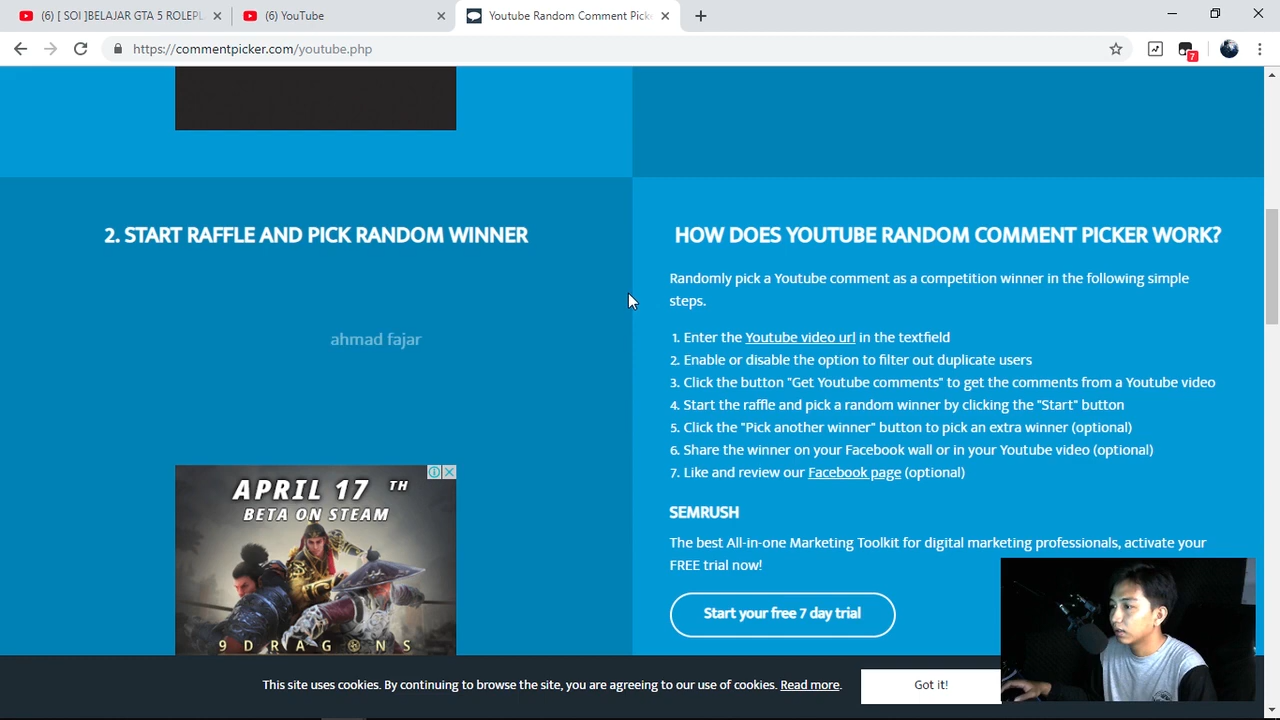 (6) [ SOI ]BELAJAR GTA 5 ROLEPL
(6) YouTube
Youtube Random Comment Pick
https://commentpicker.com/youtube.php
7
2. START RAFFLE AND PICK RANDOM WINNER
ahmad fajar
APRIL 17 TH
BETA ON STEAM
9DRAGONS
HOW DOES YOUTUBE RANDOM COMMENT PICKER WORK?
Randomly pick a Youtube comment as a competition winner in the following simple
steps.
1. Enter the Youtube video url in the textfield
2. Enable or disable the option to filter out duplicate users
3. Click the button "Get Youtube comments" to get the comments from a Youtube video
4. Start the raffle and pick a random winner by clicking the "Start" button
5. Click the "Pick another winner" button to pick an extra winner (optional)
6. Share the winner on your Facebook wall or in your Youtube video (optional)
7. Like and review our Facebook page (optional)
SEMRUSH
The best All-in-one Marketing Toolkit for digital marketing professionals, activate your
FREE trial now!
Start your free 7 day trial
This site uses cookies. By continuing to browse the site, you are agreeing to our use of cookies. Read more.
Got it!